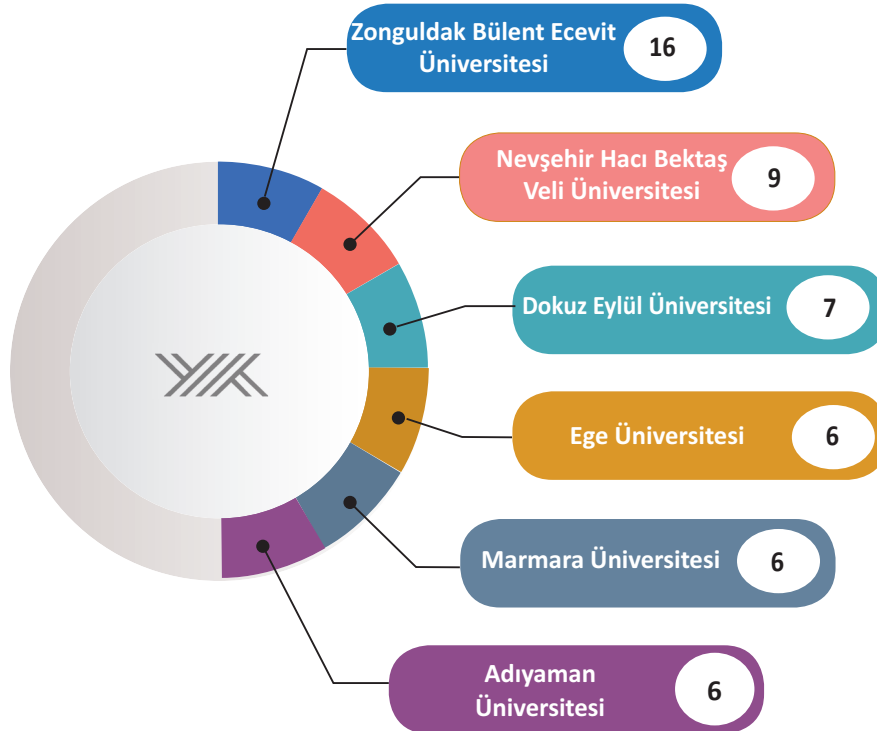 Zonguldak Bülent Ecevit
Üniversitesi
16
Nevşehir Hacı Bektaş
Veli Üniversitesi
9
Dokuz Eylül Üniversitesi
7
Ege Üniversitesi
6
Marmara Üniversitesi
6
Adıyaman
Üniversitesi
6